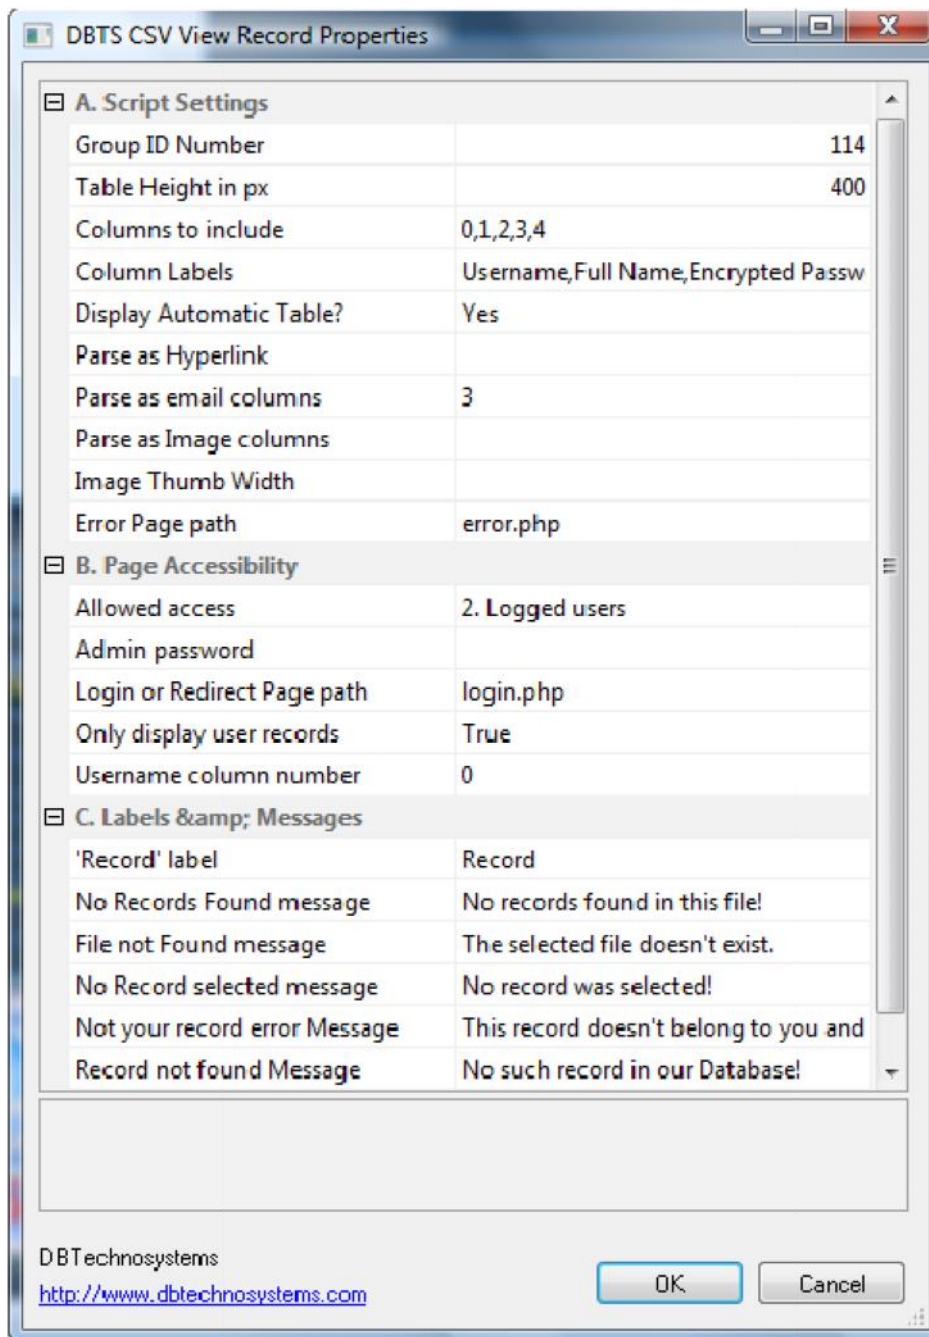 DBTS CSV View Record Properties
A. Script Settings
Group ID Number 114
Table Height in px 400
Columns to include 0,1,2,3,4
Column Labels Username,Full Name,Encrypted Passw
Display Automatic Table? Yes
Parse as Hyperlink
Parse as email columns 3
Parse as Image columns
Image Thumb Width
Error Page path error.php
B. Page Accessibility
Allowed access 2. Logged users
Admin password
Login or Redirect Page path login.php
Only display user records True
Username column number 0
C. Labels &amp; Messages
'Record' label Record
No Records Found message No records found in this file!
File not Found message The selected file doesn't exist.
No Record selected message No record was selected!
Not your record error Message This record doesn't belong to you and
Record not found Message No such record in our Database!
DBTechnosystems
http://www.dbtechnosystems.com
OK Cancel